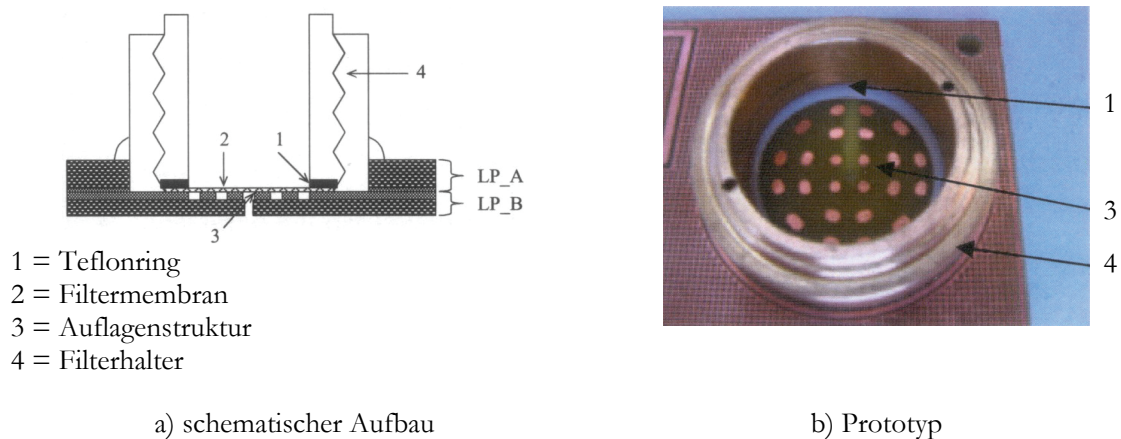 4
2
1
LP_A
LP_B
3
1 = Teflonring
2 = Filtermembran
3 = Auflagenstruktur
4 = Filterhalter
1
3
4
a) schematischer Aufbau
b) Prototyp